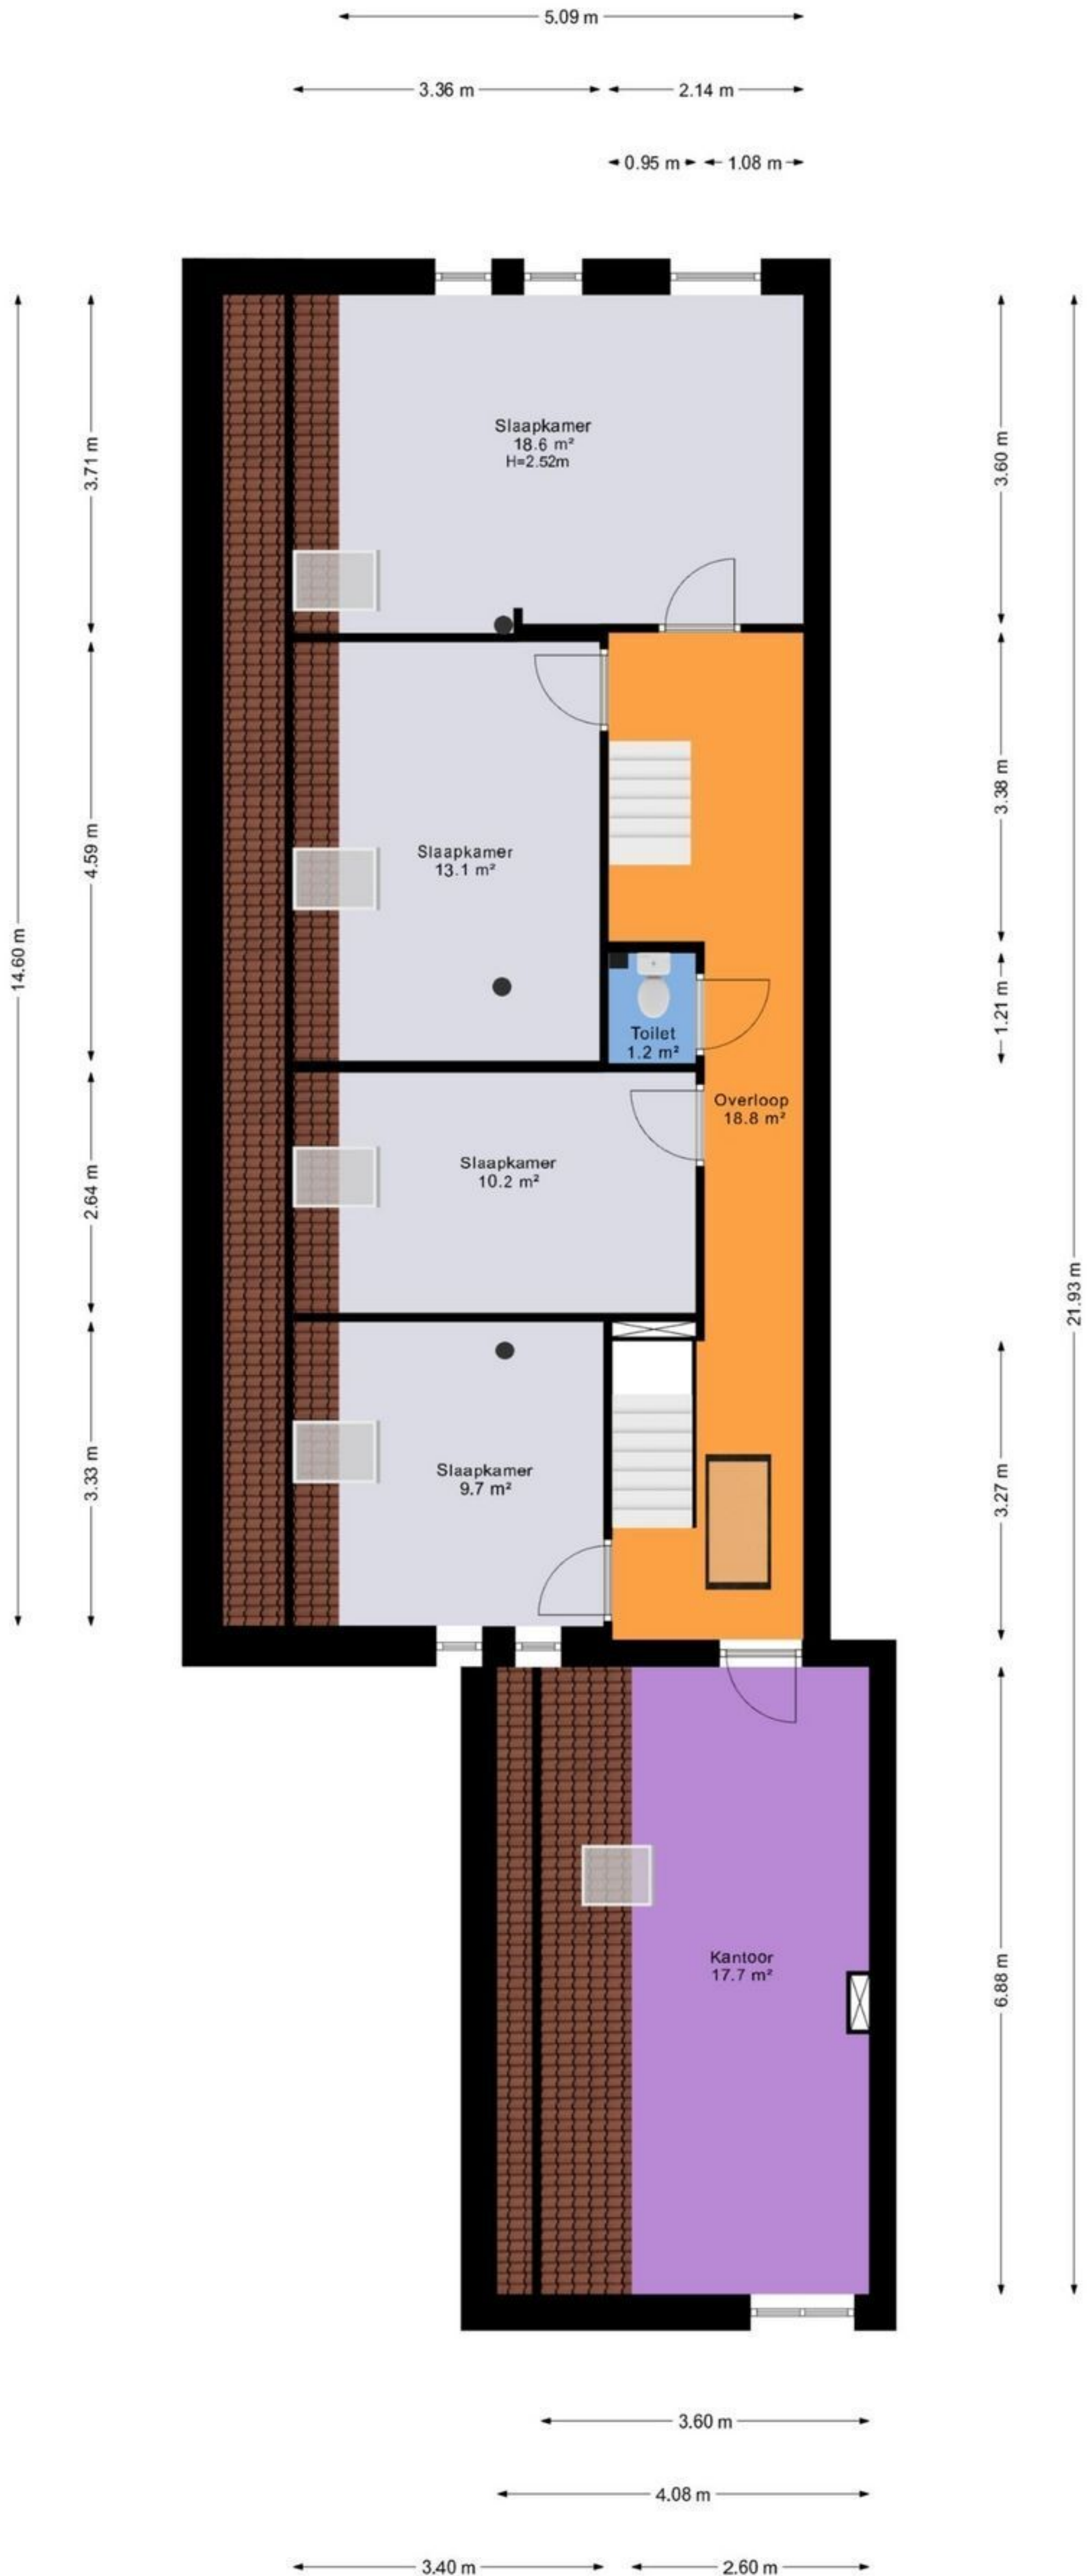 5.09 m
3.36 m
2.14 m
0.95 m
1.08 m
3.71 m
3.60 m
Slaapkamer
18.6 m²
H=2.52m
4.59 m
3.38 m
Slaapkamer
13.1 m²
14.60 m
1.21 m
Toilet
1.2 m²
Overloop
18.8 m²
2.64 m
Slaapkamer
10.2 m²
21.93 m
3.33 m
3.27 m
Slaapkamer
9.7 m²
Kantoor
17.7 m²
6.88 m
3.60 m
4.08 m
3.40 m
2.60 m